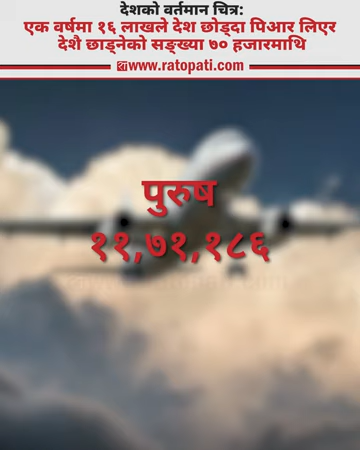 देशको वर्तमान चित्र:
एक वर्षमा १६ लाखले देश छोड्दा पिआर लिएर
देशै छाड्नेको सङ्ख्या ७० हजारमाथि
www.ratopati.com
पुरुष
११,७१,१८६